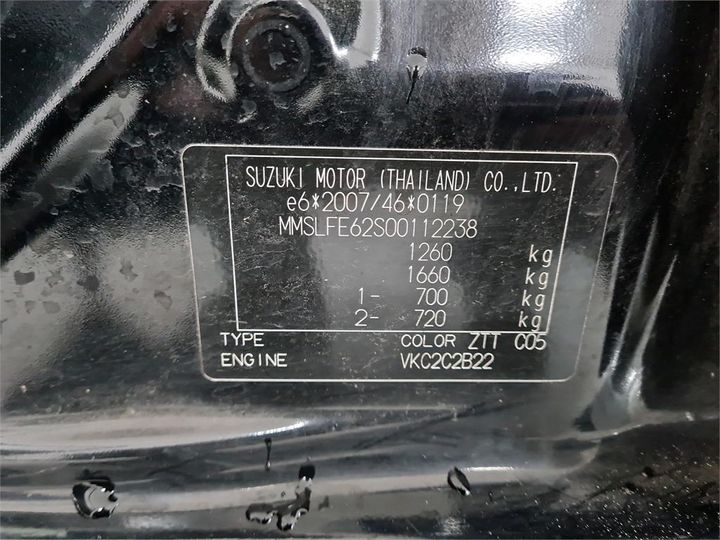 SUZUKI MOTOR (THAILAND) CO.,LTD.
e6*2007/46*0119
MMSLFE62S00112238
1260 kg
1660 kg
1- 700 kg
2- 720 kg
TYPE COLOR ZTT C05
ENGINE VKC2C2B22